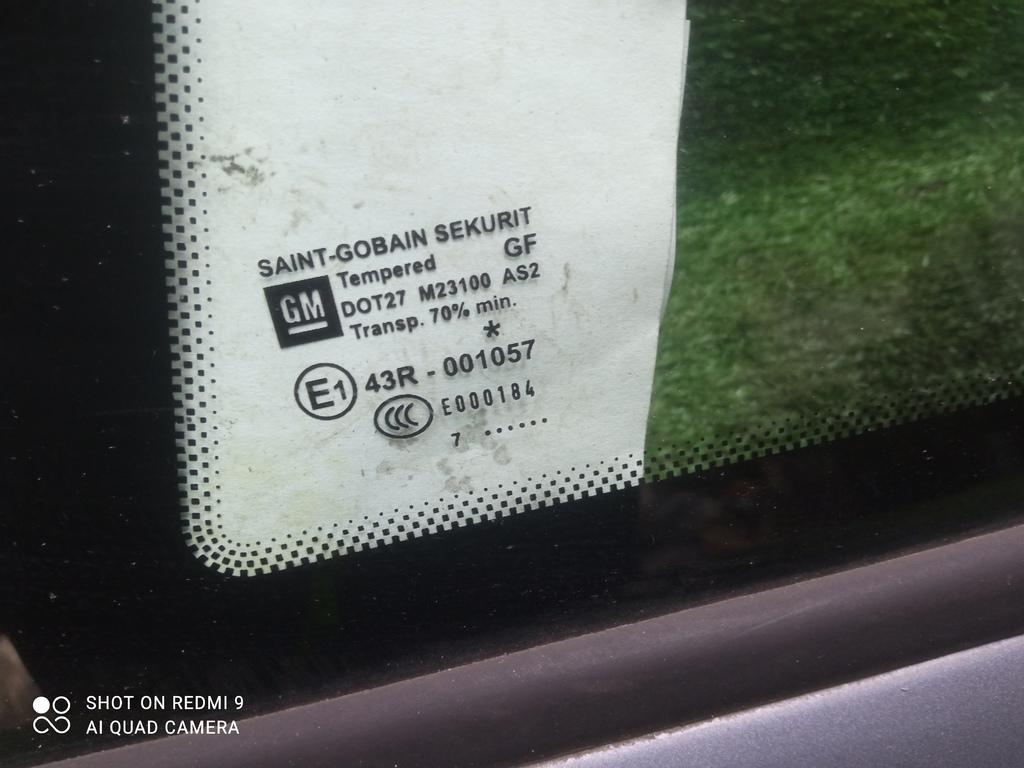 SAINT-GOBAIN SEKURIT
Tempered GF
GM
DOT27 M23100 AS2
Transp. 70% min.
*
E1 43R - 001057
CCC E000184
7 ......
SHOT ON REDMI 9
AI QUAD CAMERA